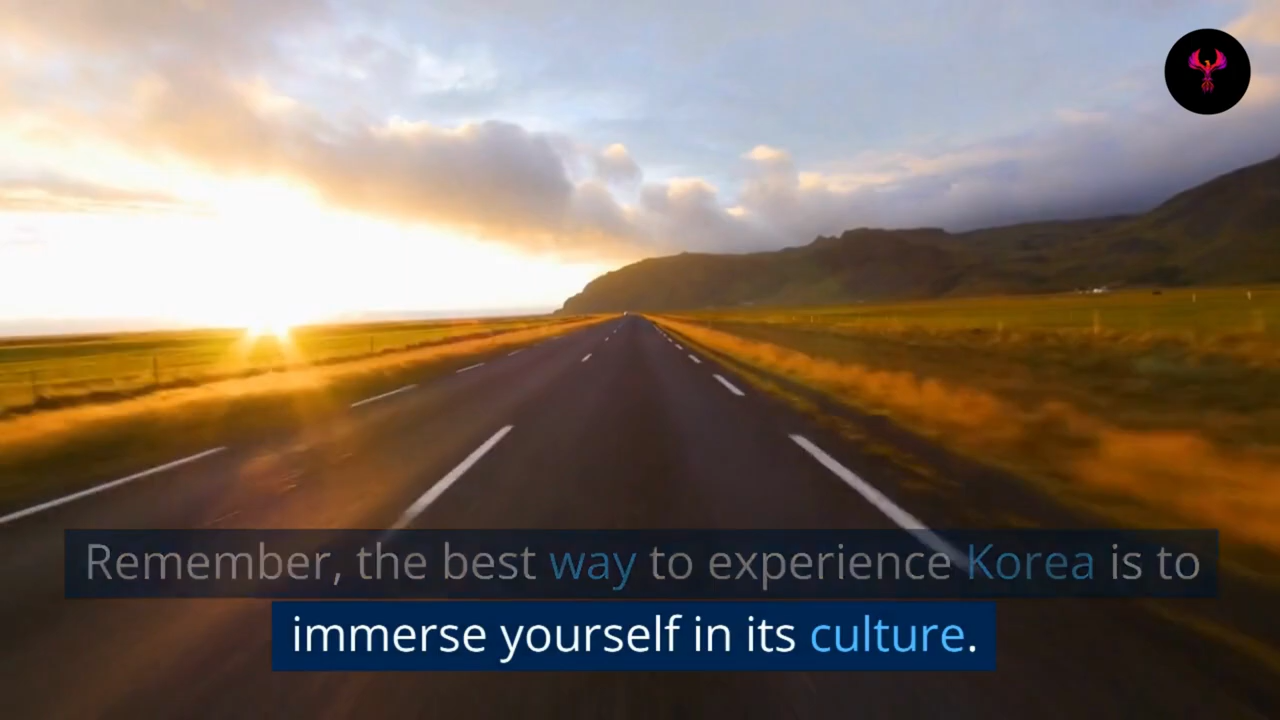 Remember, the best way to experience Korea is to
immerse yourself in its culture.